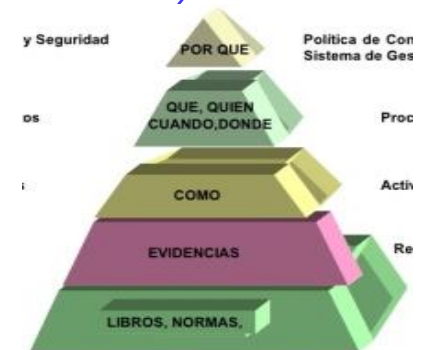 y Seguridad
POR QUE
Política de Con
Sistema de Ges
os
QUE, QUIEN
CUANDO,DONDE
Proc
s
COMO
Activ
EVIDENCIAS
Re
LIBROS, NORMAS,